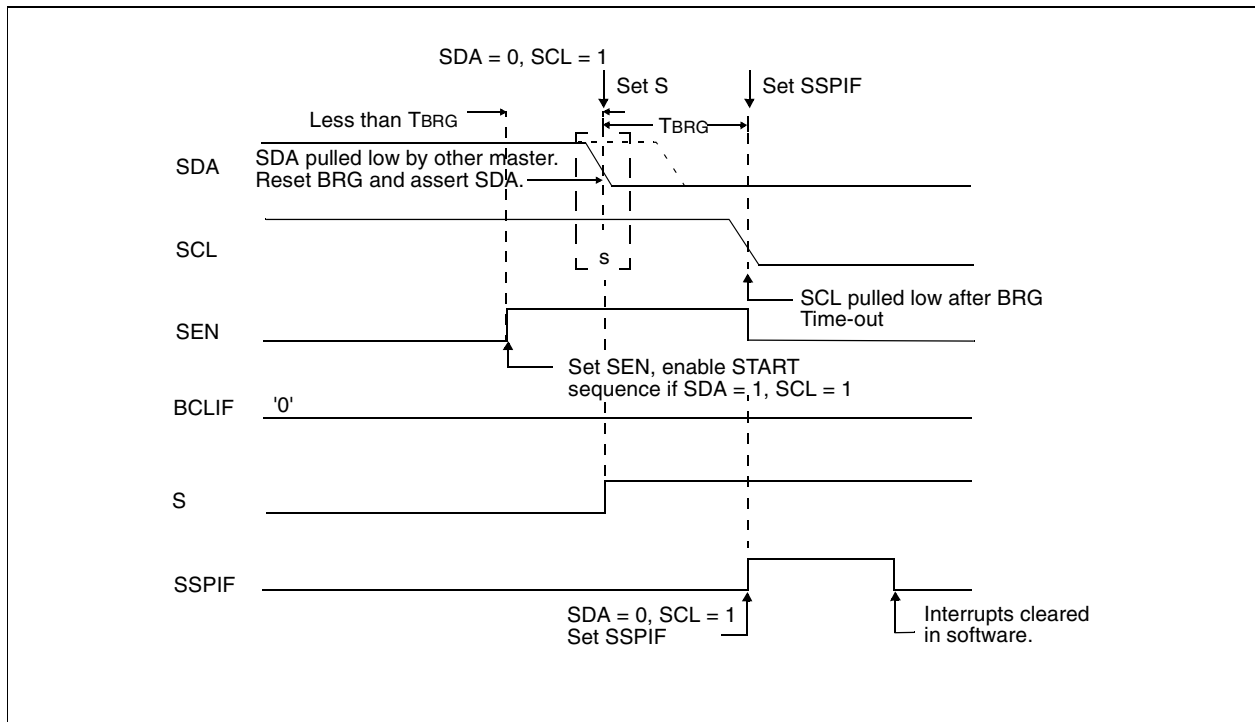 SDA = 0, SCL = 1
Set S
Set SSPIF
Less than TBRG
TBRG
SDA
SDA pulled low by other master.
Reset BRG and assert SDA.
SCL
S
SCL pulled low after BRG
Time-out
SEN
Set SEN, enable START
sequence if SDA = 1, SCL = 1
BCLIF
'0'
S
SSPIF
SDA = 0, SCL = 1
Set SSPIF
Interrupts cleared
in software.